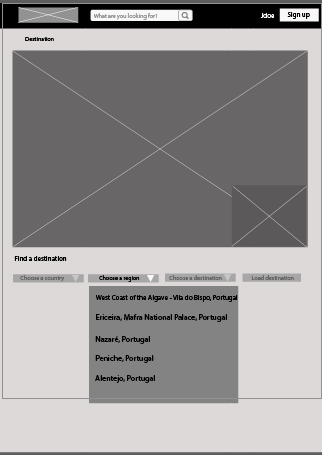 What are you looking for?
Jdoe
Sign up
Destination
Find a destination
Choose a country
Choose a region
Choose a destination
Load destination
West Coast of the Algave - Vila do Bispo, Portugal
Ericeira, Mafra National Palace, Portugal
Nazaré, Portugal
Peniche, Portugal
Alentejo, Portugal